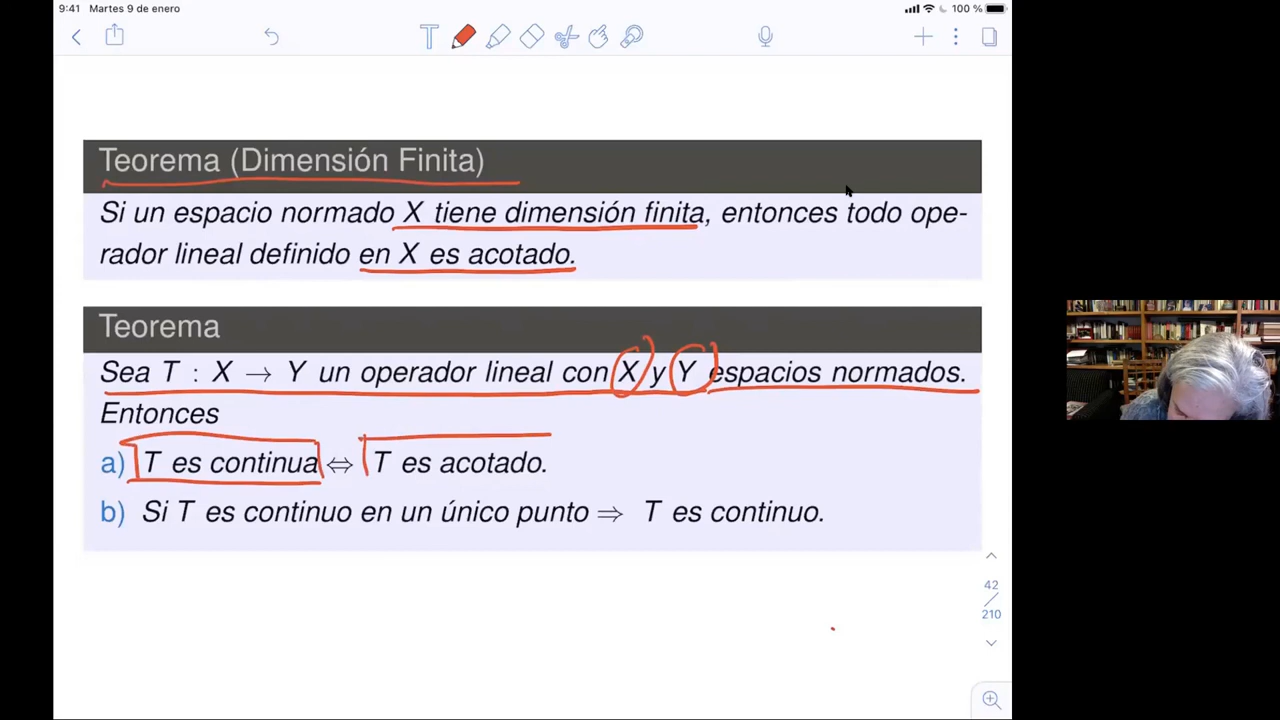 9:41 Martes 9 de enero
100 %
Teorema (Dimensión Finita)
Si un espacio normado X tiene dimensión finita, entonces todo ope-
rador lineal definido en X es acotado.
Teorema
Sea T : X → Y un operador lineal con X y Y espacios normados.
Entonces
a) T es continua ⇔ T es acotado.
b) Si T es continuo en un único punto ⇒ T es continuo.
42
210